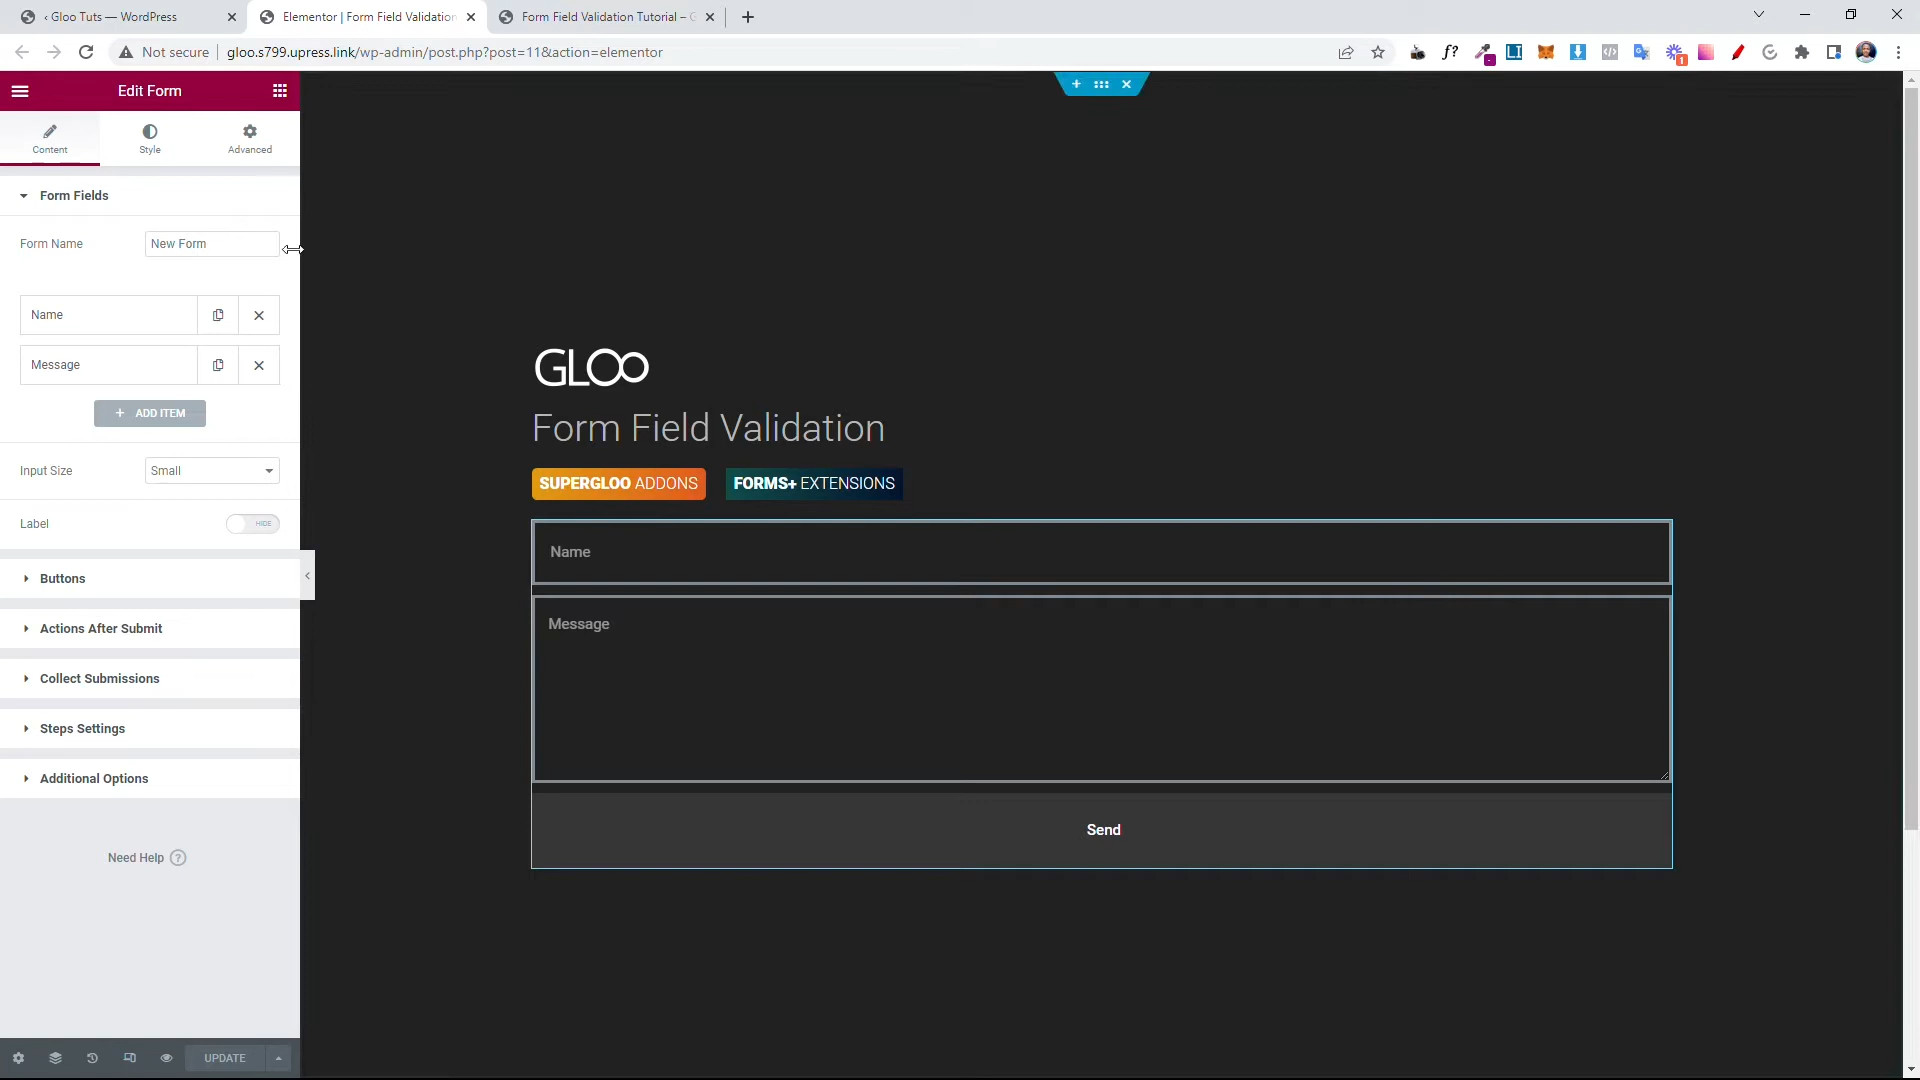 ‹ Gloo Tuts — WordPress
Elementor | Form Field Validation
Form Field Validation Tutorial – G
Not secure
gloo.s799.upress.link/wp-admin/post.php?post=11&action=elementor
f?
LI
1
Edit Form
Content
Style
Advanced
Form Fields
Form Name
New Form
Name
Message
+ ADD ITEM
Input Size
Small
Label
HIDE
Buttons
Actions After Submit
Collect Submissions
Steps Settings
Additional Options
Need Help ?
UPDATE
GLOO
Form Field Validation
SUPERGLOO ADDONS
FORMS+ EXTENSIONS
Name
Message
Send